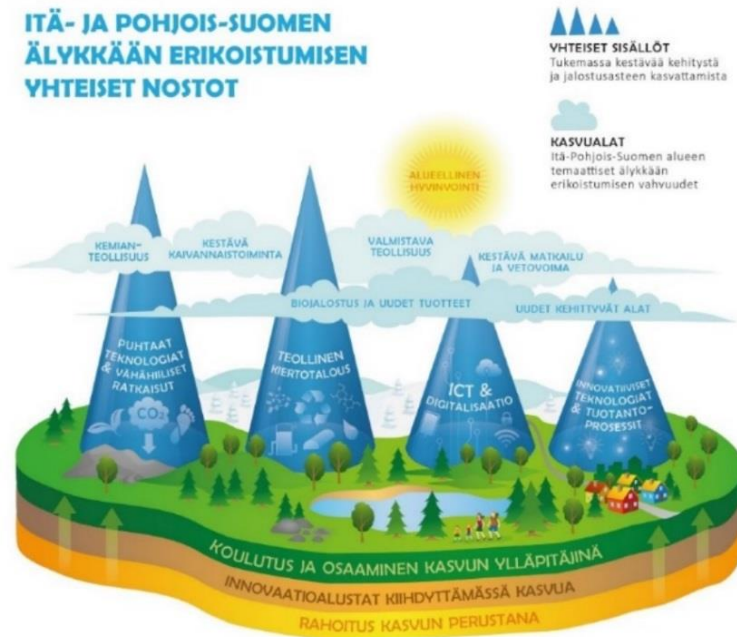 ITÄ- JA POHJOIS-SUOMEN
ÄLYKKÄÄN ERIKOISTUMISEN
YHTEISET NOSTOT
YHTEISET SISÄLLÖT
Tukemassa kestävää kehitystä
ja jalostusasteen kasvattamista
KASVUALAT
Itä-Pohjois-Suomen alueen
temaattiset älykkään
erikoistumisen vahvuudet
ALUEELLINEN
HYVINVOINTI
KEMIAN-
TEOLLISUUS
KESTÄVÄ
KAIVANNAISTOIMINTA
VALMISTAVA
TEOLLISUUS
KESTÄVÄ MATKAILU
JA VETOVOIMA
BIOJALOSTUS JA UUDET TUOTTEET
UUDET KEHITTYVÄT ALAT
PUHTAAT
TEKNOLOGIAT
& VÄHÄHIILISET
RATKAISUT
CO₂
TEOLLINEN
KIERTOTALOUS
ICT &
DIGITALISAATIO
INNOVATIIVISET
TEKNOLOGIAT
& TUOTANTO-
PROSESSIT
KOULUTUS JA OSAAMINEN KASVUN YLLÄPITÄJINÄ
INNOVAATIOALUSTAT KIIHDYTTÄMÄSSÄ KASVUA
RAHOITUS KASVUN PERUSTANA